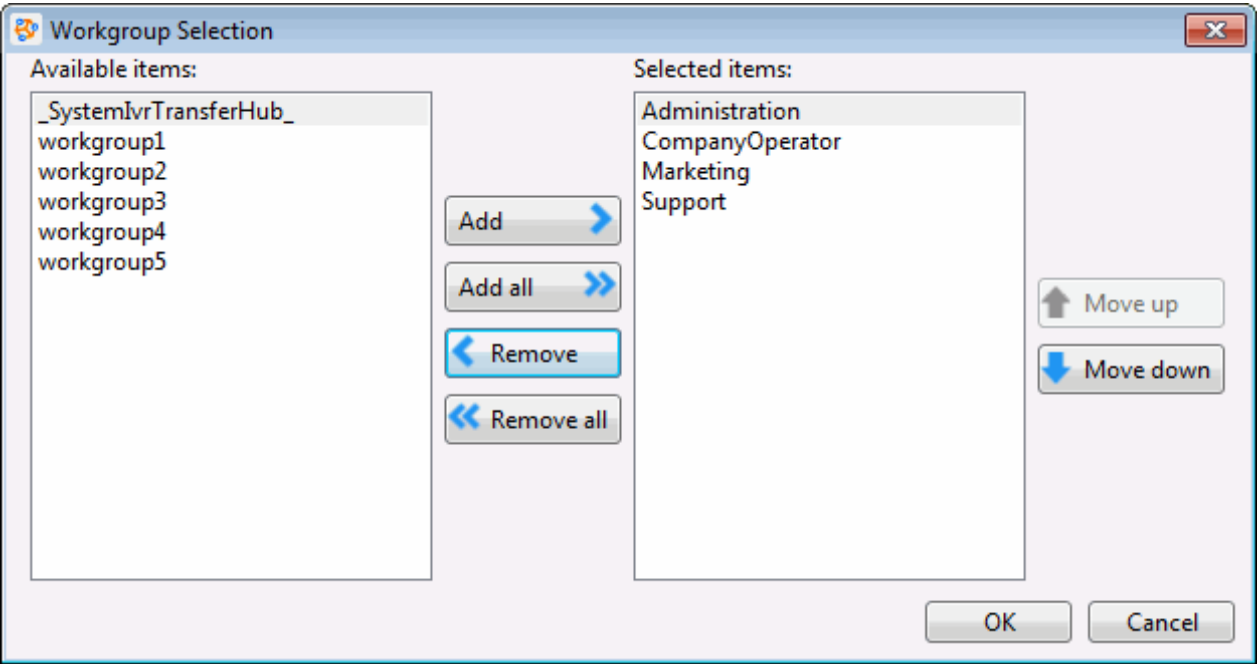 Workgroup Selection
Available items:
_SystemIvrTransferHub_
workgroup1
workgroup2
workgroup3
workgroup4
workgroup5
Add
Add all
Remove
Remove all
Selected items:
Administration
CompanyOperator
Marketing
Support
Move up
Move down
OK
Cancel